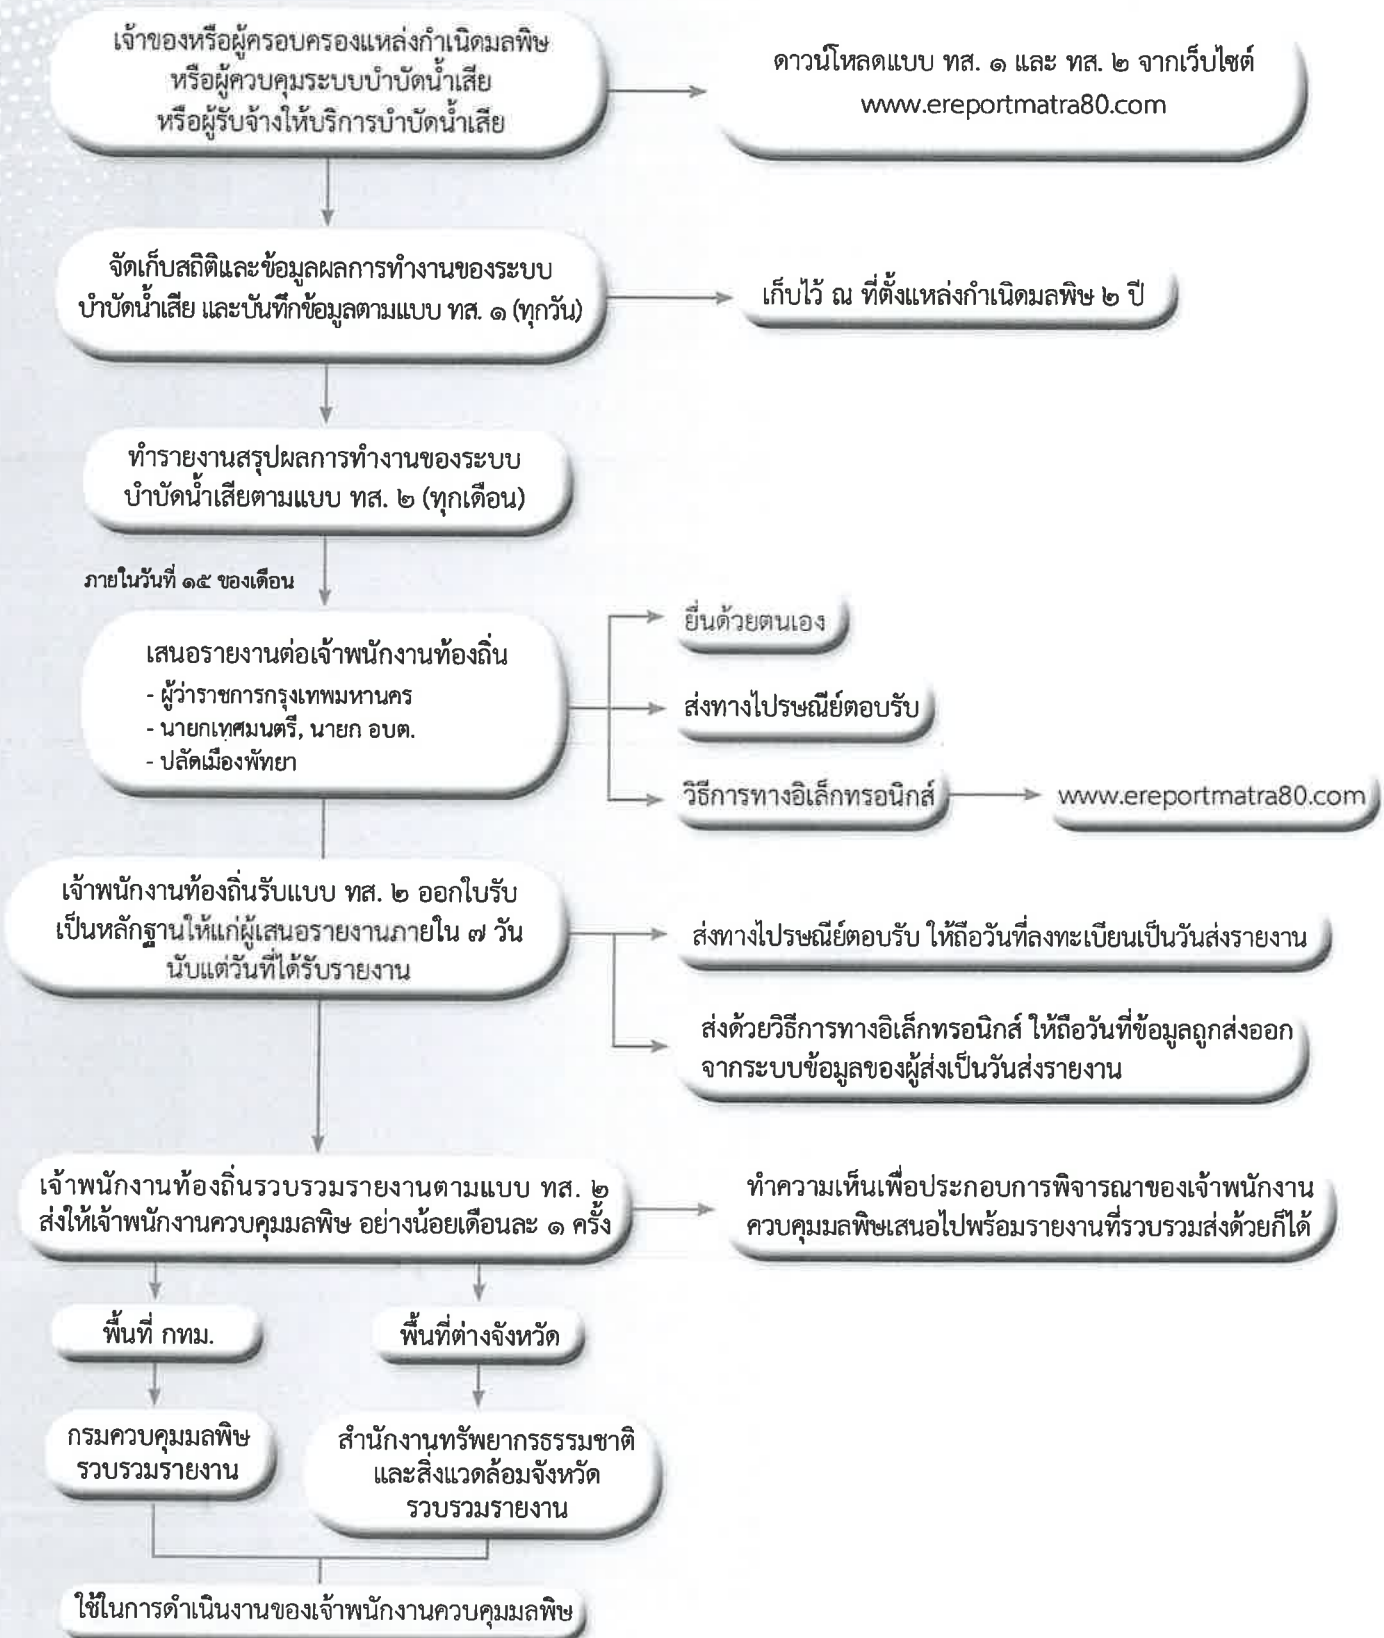 เจ้าของหรือผู้ครอบครองแหล่งกำเนิดมลพิษ
หรือผู้ควบคุมระบบบำบัดน้ำเสีย
หรือผู้รับจ้างให้บริการบำบัดน้ำเสีย
ดาวน์โหลดแบบ ทส. ๑ และ ทส. ๒ จากเว็บไซต์
www.ereportmatra80.com
จัดเก็บสถิติและข้อมูลผลการทำงานของระบบ
บำบัดน้ำเสีย และบันทึกข้อมูลตามแบบ ทส. ๑ (ทุกวัน)
เก็บไว้ ณ ที่ตั้งแหล่งกำเนิดมลพิษ ๒ ปี
ทำรายงานสรุปผลการทำงานของระบบ
บำบัดน้ำเสียตามแบบ ทส. ๒ (ทุกเดือน)
ภายในวันที่ ๑๕ ของเดือน
เสนอรายงานต่อเจ้าพนักงานท้องถิ่น
- ผู้ว่าราชการกรุงเทพมหานคร
- นายกเทศมนตรี, นายก อบต.
- ปลัดเมืองพัทยา
ยื่นด้วยตนเอง
ส่งทางไปรษณีย์ตอบรับ
วิธีการทางอิเล็กทรอนิกส์
www.ereportmatra80.com
เจ้าพนักงานท้องถิ่นรับแบบ ทส. ๒ ออกใบรับ
เป็นหลักฐานให้แก่ผู้เสนอรายงานภายใน ๗ วัน
นับแต่วันที่ได้รับรายงาน
ส่งทางไปรษณีย์ตอบรับ ให้ถือวันที่ลงทะเบียนเป็นวันส่งรายงาน
ส่งด้วยวิธีการทางอิเล็กทรอนิกส์ ให้ถือวันที่ข้อมูลถูกส่งออก
จากระบบข้อมูลของผู้ส่งเป็นวันส่งรายงาน
เจ้าพนักงานท้องถิ่นรวบรวมรายงานตามแบบ ทส. ๒
ส่งให้เจ้าพนักงานควบคุมมลพิษ อย่างน้อยเดือนละ ๑ ครั้ง
ทำความเห็นเพื่อประกอบการพิจารณาของเจ้าพนักงาน
ควบคุมมลพิษเสนอไปพร้อมรายงานที่รวบรวมส่งด้วยก็ได้
พื้นที่ กทม.
พื้นที่ต่างจังหวัด
กรมควบคุมมลพิษ
รวบรวมรายงาน
สำนักงานทรัพยากรธรรมชาติ
และสิ่งแวดล้อมจังหวัด
รวบรวมรายงาน
ใช้ในการดำเนินงานของเจ้าพนักงานควบคุมมลพิษ